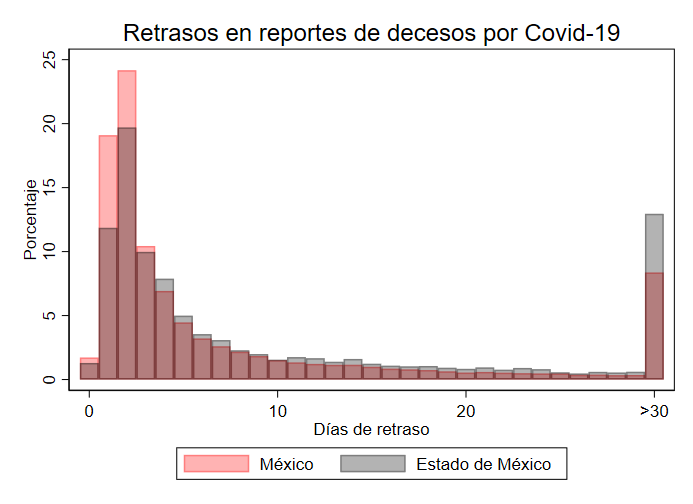 Retrasos en reportes de decesos por Covid-19
Porcentaje
25
20
15
10
5
0
0 10 20 >30
Días de retraso
México Estado de México